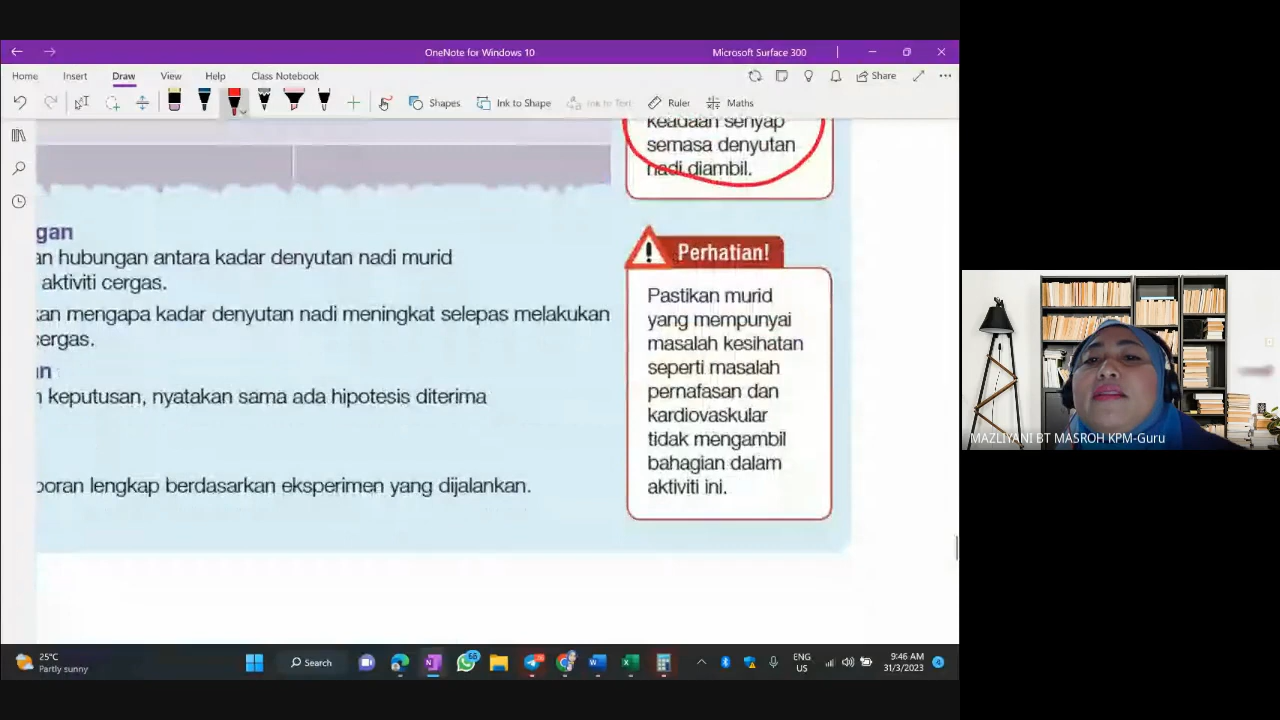 OneNote for Windows 10
Microsoft Surface 300
Home Insert Draw View Help Class Notebook
Share
Shapes Ink to Shape Ink to Text Ruler Maths
keadaan senyap
semasa denyutan
nadi diambil.
gan
an hubungan antara kadar denyutan nadi murid
aktiviti cergas.
kan mengapa kadar denyutan nadi meningkat selepas melakukan
cergas.
n keputusan, nyatakan sama ada hipotesis diterima
poran lengkap berdasarkan eksperimen yang dijalankan.
Perhatian!
Pastikan murid
yang mempunyai
masalah kesihatan
seperti masalah
pernafasan dan
kardiovaskular
tidak mengambil
bahagian dalam
aktiviti ini.
MAZLIYANI BT MASROH KPM-Guru
25°C
Partly sunny
Search
ENG
US
9:46 AM
31/3/2023